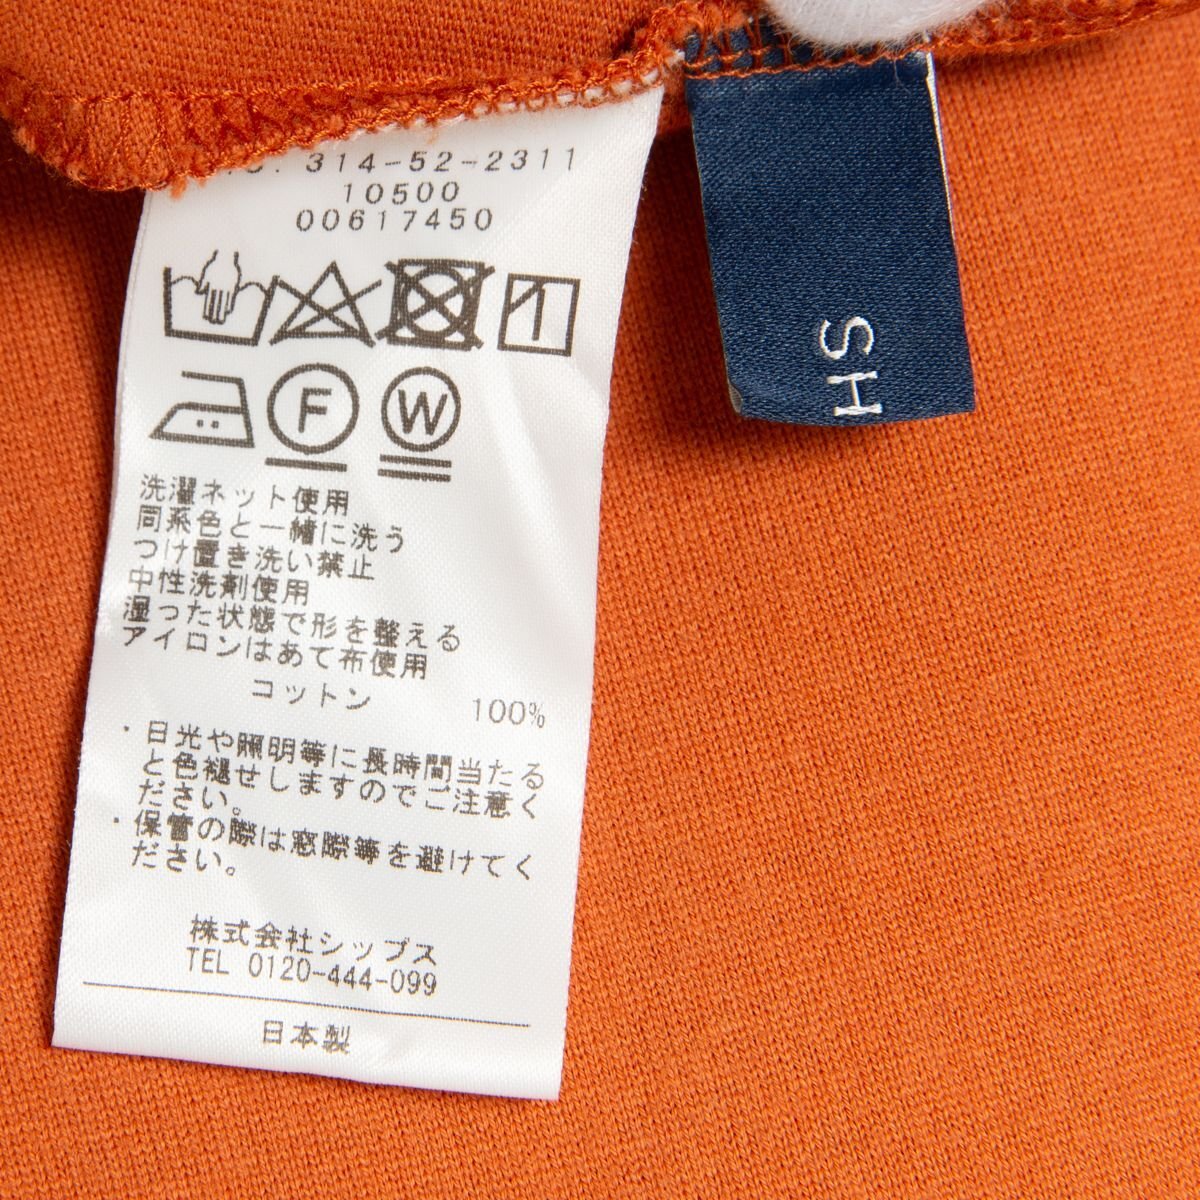 314-52-2311
10500
00617450
F W
洗濯ネット使用
同系色と一緒に洗う
つけ置き洗い禁止
中性洗剤使用
湿った状態で形を整える
アイロンはあて布使用
コットン 100%
・日光や照明等に長時間当たる
と色褪せしますのでご注意く
ださい。
・保管の際は窓際等を避けてく
ださい。
株式会社シップス
TEL 0120-444-099
日本製
SH